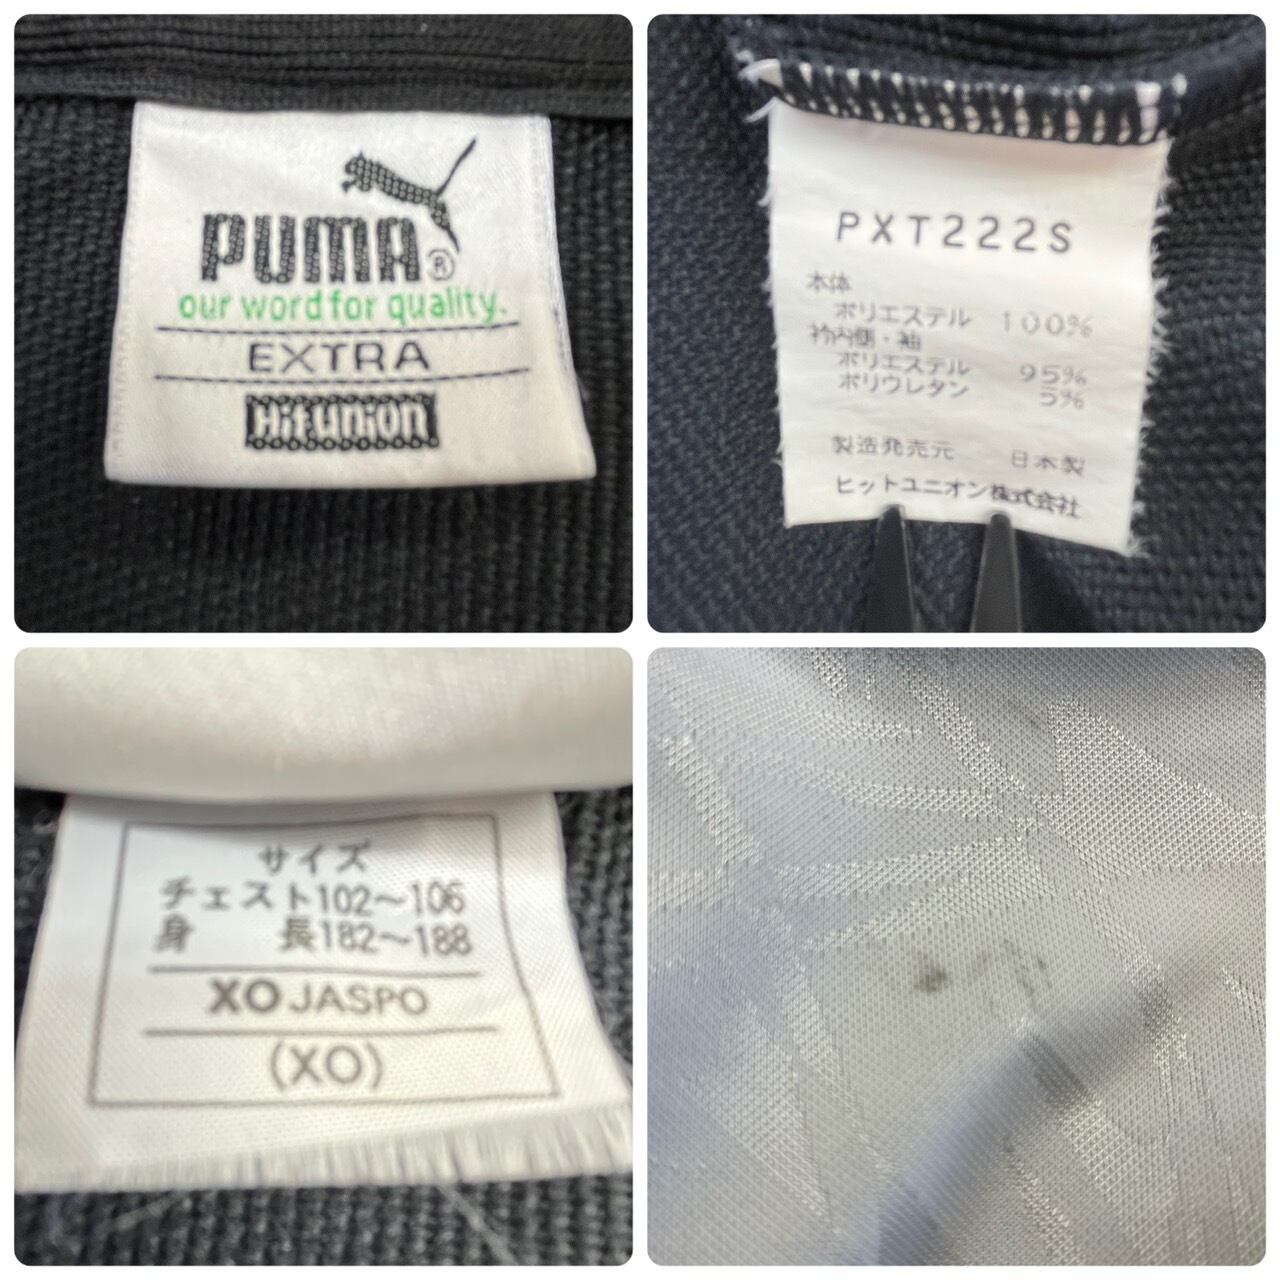 PUMA®
our word for quality.
EXTRA
Hit union
PXT222S
本体
ポリエステル 100%
衿内側・袖
ポリエステル 95%
ポリウレタン 5%
製造発売元 日本製
ヒットユニオン株式会社
サイズ
チェスト102～106
身 長182～188
XO JASPO
(XO)